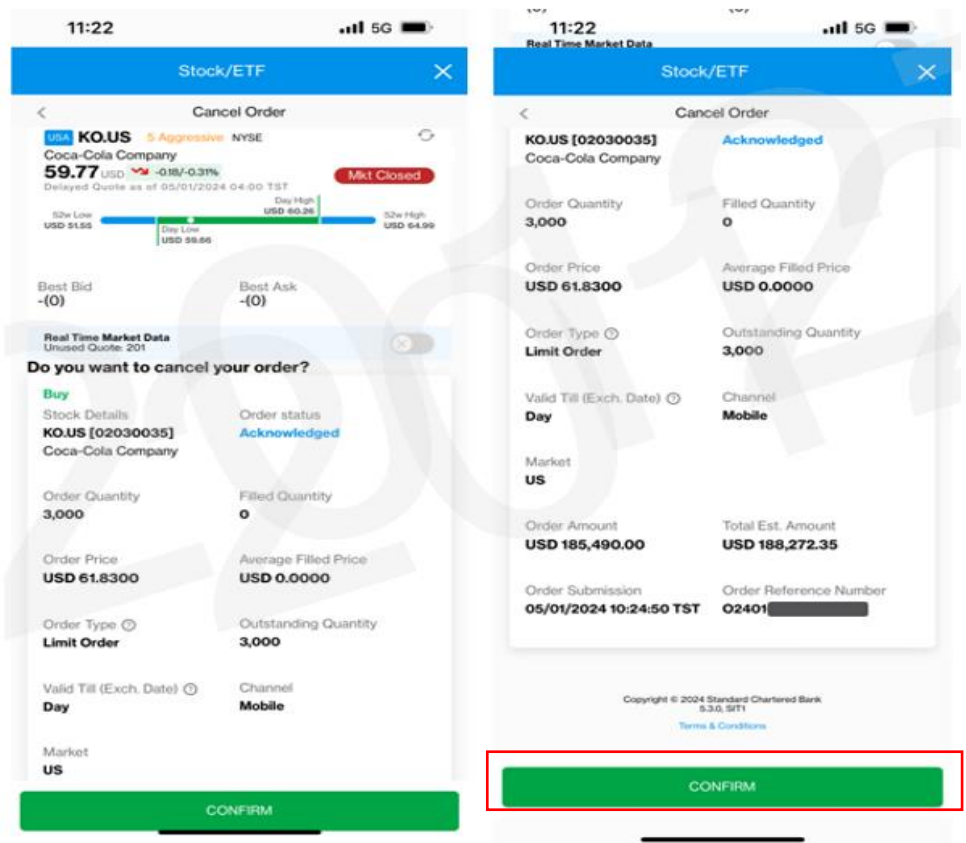 11:22
5G
Stock/ETF
Cancel Order
USA KO.US 5 Aggressive NYSE
Coca-Cola Company
59.77 USD -0.18/-0.31%
Mkt Closed
Delayed Quote as of 05/01/2024 04:00 TST
Day High
USD 60.26
52w Low
USD 51.55
52w High
USD 64.99
Day Low
USD 59.66
Best Bid
-(0)
Best Ask
-(0)
Real Time Market Data
Unused Quote: 201
Do you want to cancel your order?
Buy
Stock Details
KO.US [02030035]
Coca-Cola Company
Order status
Acknowledged
Order Quantity
3,000
Filled Quantity
0
Order Price
USD 61.8300
Average Filled Price
USD 0.0000
Order Type ?
Limit Order
Outstanding Quantity
3,000
Valid Till (Exch. Date) ?
Day
Channel
Mobile
Market
US
CONFIRM
-(0)
-(0)
11:22
5G
Real Time Market Data
Stock/ETF
Cancel Order
KO.US [02030035]
Coca-Cola Company
Acknowledged
Order Quantity
3,000
Filled Quantity
0
Order Price
USD 61.8300
Average Filled Price
USD 0.0000
Order Type ?
Limit Order
Outstanding Quantity
3,000
Valid Till (Exch. Date) ?
Day
Channel
Mobile
Market
US
Order Amount
USD 185,490.00
Total Est. Amount
USD 188,272.35
Order Submission
05/01/2024 10:24:50 TST
Order Reference Number
O2401
Copyright © 2024 Standard Chartered Bank
5.3.0, SIT1
Terms & Conditions
CONFIRM